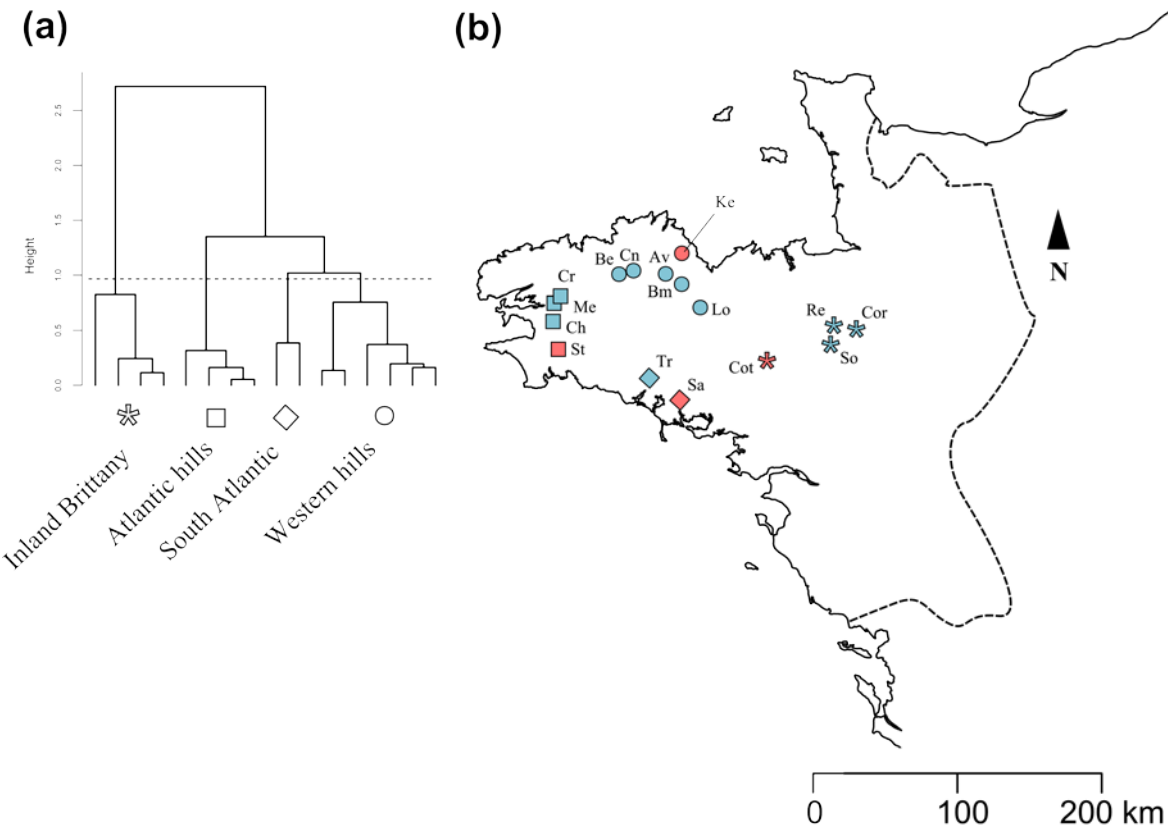 (a)
(b)
Height
2.5
2.0
1.5
1.0
0.5
0.0
Inland Brittany
Atlantic hills
South Atlantic
Western hills
Ke
Be
Cn
Av
Bm
Lo
Cr
Me
Ch
St
Tr
Sa
Re
Cor
So
Cot
N
0 100 200 km